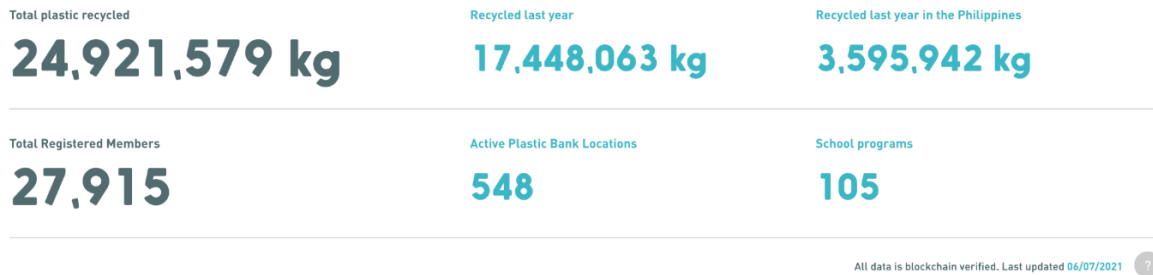 Total plastic recycled
Recycled last year
Recycled last year in the Philippines
24,921,579 kg
17,448,063 kg
3,595,942 kg
Total Registered Members
Active Plastic Bank Locations
School programs
27,915
548
105
All data is blockchain verified. Last updated 06/07/2021
?